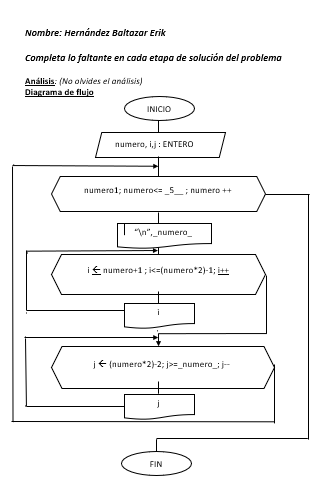 Nombre: Hernández Baltazar Erik
Completa lo faltante en cada etapa de solución del problema
Análisis: (No olvides el análisis)
Diagrama de flujo
INICIO
numero, i,j : ENTERO
numero1; numero<= _5__ ; numero ++
"\n",_numero_
i ← numero+1 ; i<=(numero*2)-1; i++
i
j ← (numero*2)-2; j>=_numero_; j--
j
FIN